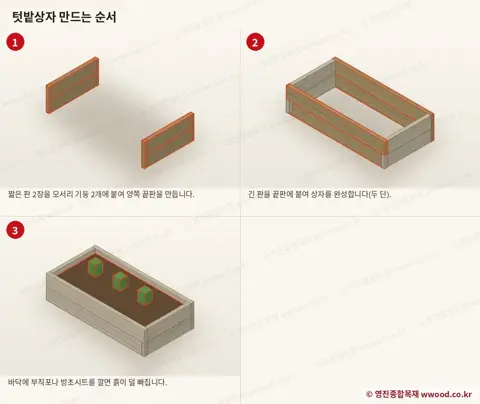 텃밭상자 만드는 순서
1
2
짧은 판 2장을 모서리 기둥 2개에 붙여 양쪽 끝판을 만듭니다.
긴 판을 끝판에 붙여 상자를 완성합니다(두 단).
3
바닥에 부직포나 방초시트를 깔면 흙이 덜 빠집니다.
© 영진종합목재 wwood.co.kr